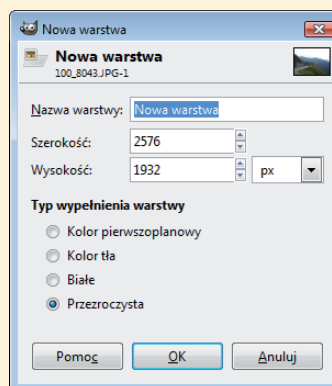 Nowa warstwa
Nowa warstwa
100_8043.JPG-1
Nazwa warstwy: Nowa warstwa
Szerokość: 2576
Wysokość: 1932 px
Typ wypełnienia warstwy
Kolor pierwszoplanowy
Kolor tła
Białe
Przezroczysta
Pomoc OK Anuluj